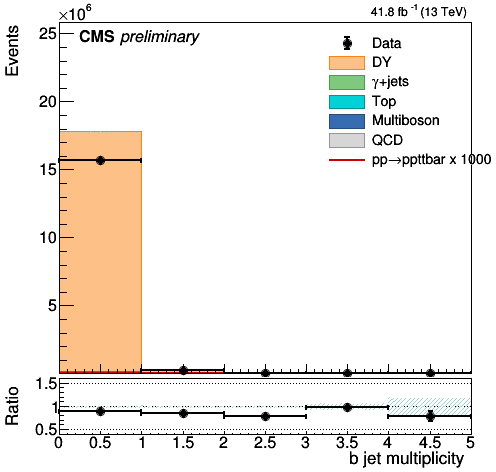 ×10⁶
41.8 fb⁻¹ (13 TeV)
CMS preliminary
Events
25
20
15
10
5
Data
DY
γ+jets
Top
Multiboson
QCD
pp→ppttbar x 1000
Ratio
1.5
1
0.5
0 0.5 1 1.5 2 2.5 3 3.5 4 4.5 5
b jet multiplicity